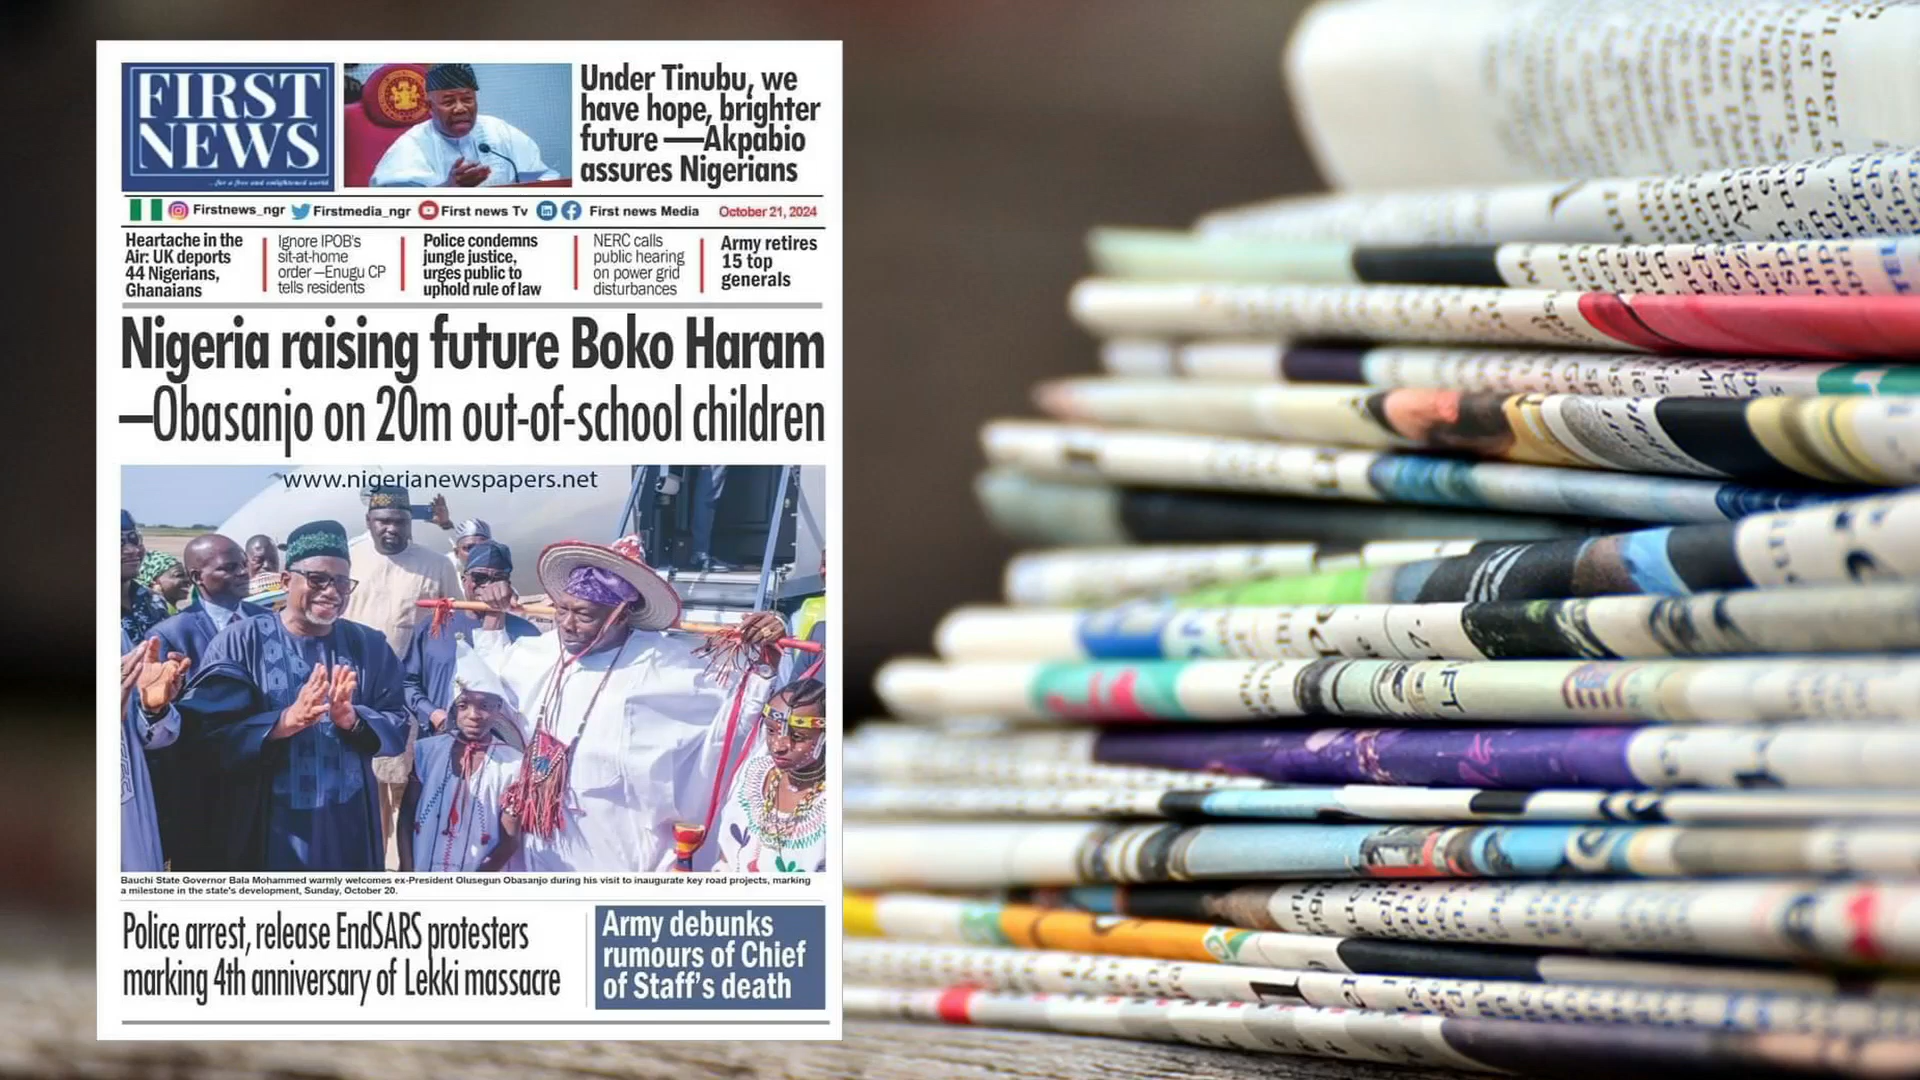 FIRST
NEWS
...for a free and enlightened world
Under Tinubu, we
have hope, brighter
future —Akpabio
assures Nigerians
Firstnews_ngr Firstmedia_ngr First news Tv First news Media October 21, 2024
Heartache in the
Air: UK deports
44 Nigerians,
Ghanaians
Ignore IPOB's
sit-at-home
order —Enugu CP
tells residents
Police condemns
jungle justice,
urges public to
uphold rule of law
NERC calls
public hearing
on power grid
disturbances
Army retires
15 top
generals
Nigeria raising future Boko Haram
—Obasanjo on 20m out-of-school children
www.nigerianewspapers.net
Bauchi State Governor Bala Mohammed warmly welcomes ex-President Olusegun Obasanjo during his visit to inaugurate key road projects, marking
a milestone in the state's development, Sunday, October 20.
Police arrest, release EndSARS protesters
marking 4th anniversary of Lekki massacre
Army debunks
rumours of Chief
of Staff's death